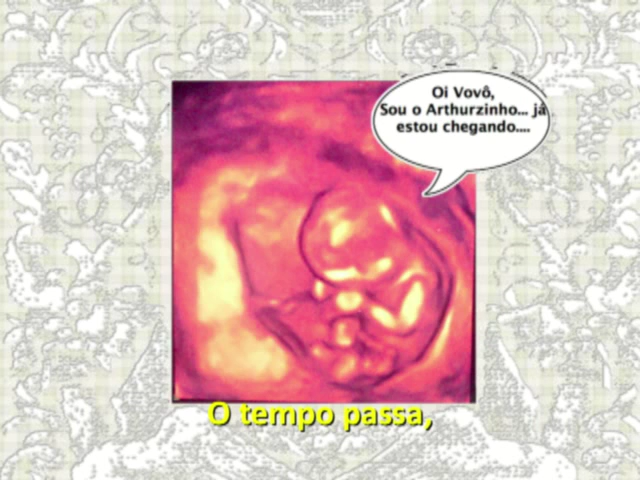 Oi Vovô,
Sou o Arthurzinho... já
estou chegando....
O tempo passa,